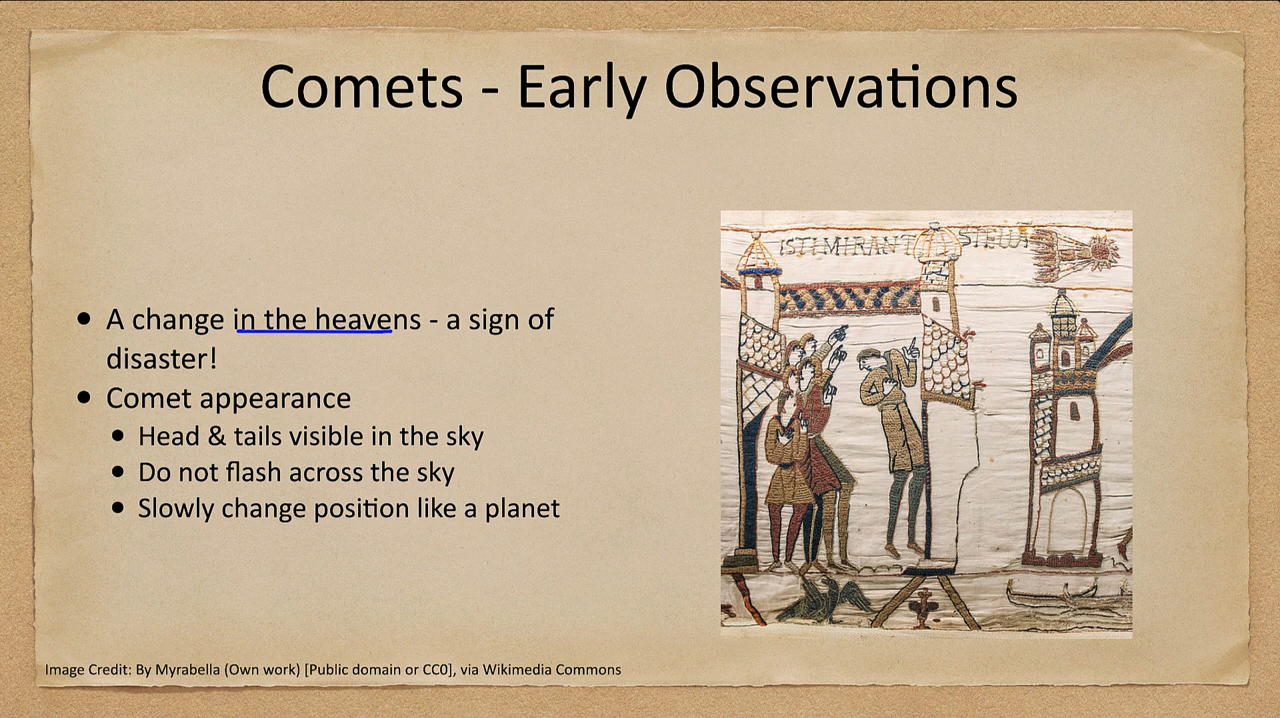 Comets - Early Observations
• A change in the heavens - a sign of
disaster!
• Comet appearance
• Head & tails visible in the sky
• Do not flash across the sky
• Slowly change position like a planet
ISTI MIRANT STELLA
Image Credit: By Myrabella (Own work) [Public domain or CC0], via Wikimedia Commons